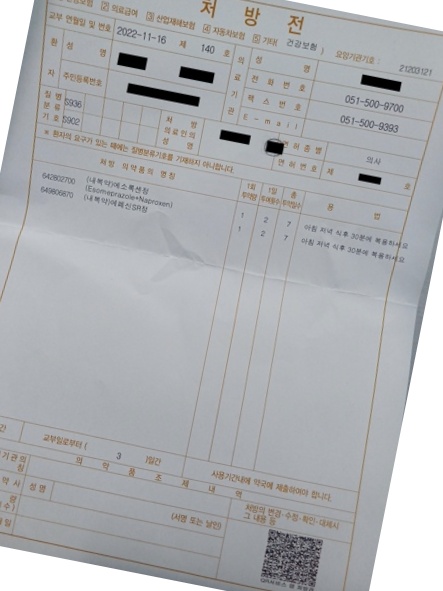 처 방 전
강보험 [2] 의료급여 [3] 산업재해보험 [4] 자동차보험 [5] 기타( 건강보험 ) 요양기관기호: 21203121
교부 연월일 및 번호 2022-11-16 제 140 호
환 자
성 명
주민등록번호
의 료 기 관
성 명
전 화 번 호 051-500-9700
팩 스 번 호 051-500-9393
E - m a i l
질 병 분 류 기 호
S936
S902
처 방 의료인의 성 명
면 허 종 별 의사
면 허 번 호 제 호
※ 환자의 요구가 있는 때에는 질병분류기호를 기재하지 아니합니다.
처방 의약품의 명칭
1회 투약량
1일 투여횟수
총 투약일수
용 법
642802700 (내복약)에소록센정 1 2 7 아침 저녁 식후 30분에 복용하세요
(Esomeprazole+Naproxen)
649806870 (내복약)에페신SR정 1 2 7 아침 저녁 식후 30분에 복용하세요
간 교부일로부터 ( 3 )일간 사용기간내에 약국에 제출하여야 합니다.
의 약 품 조 제 내 역
기관의 칭
약 사 성 명
(서명 또는 날인)
처방의 변경·수정·확인·대체시 그 내용 등